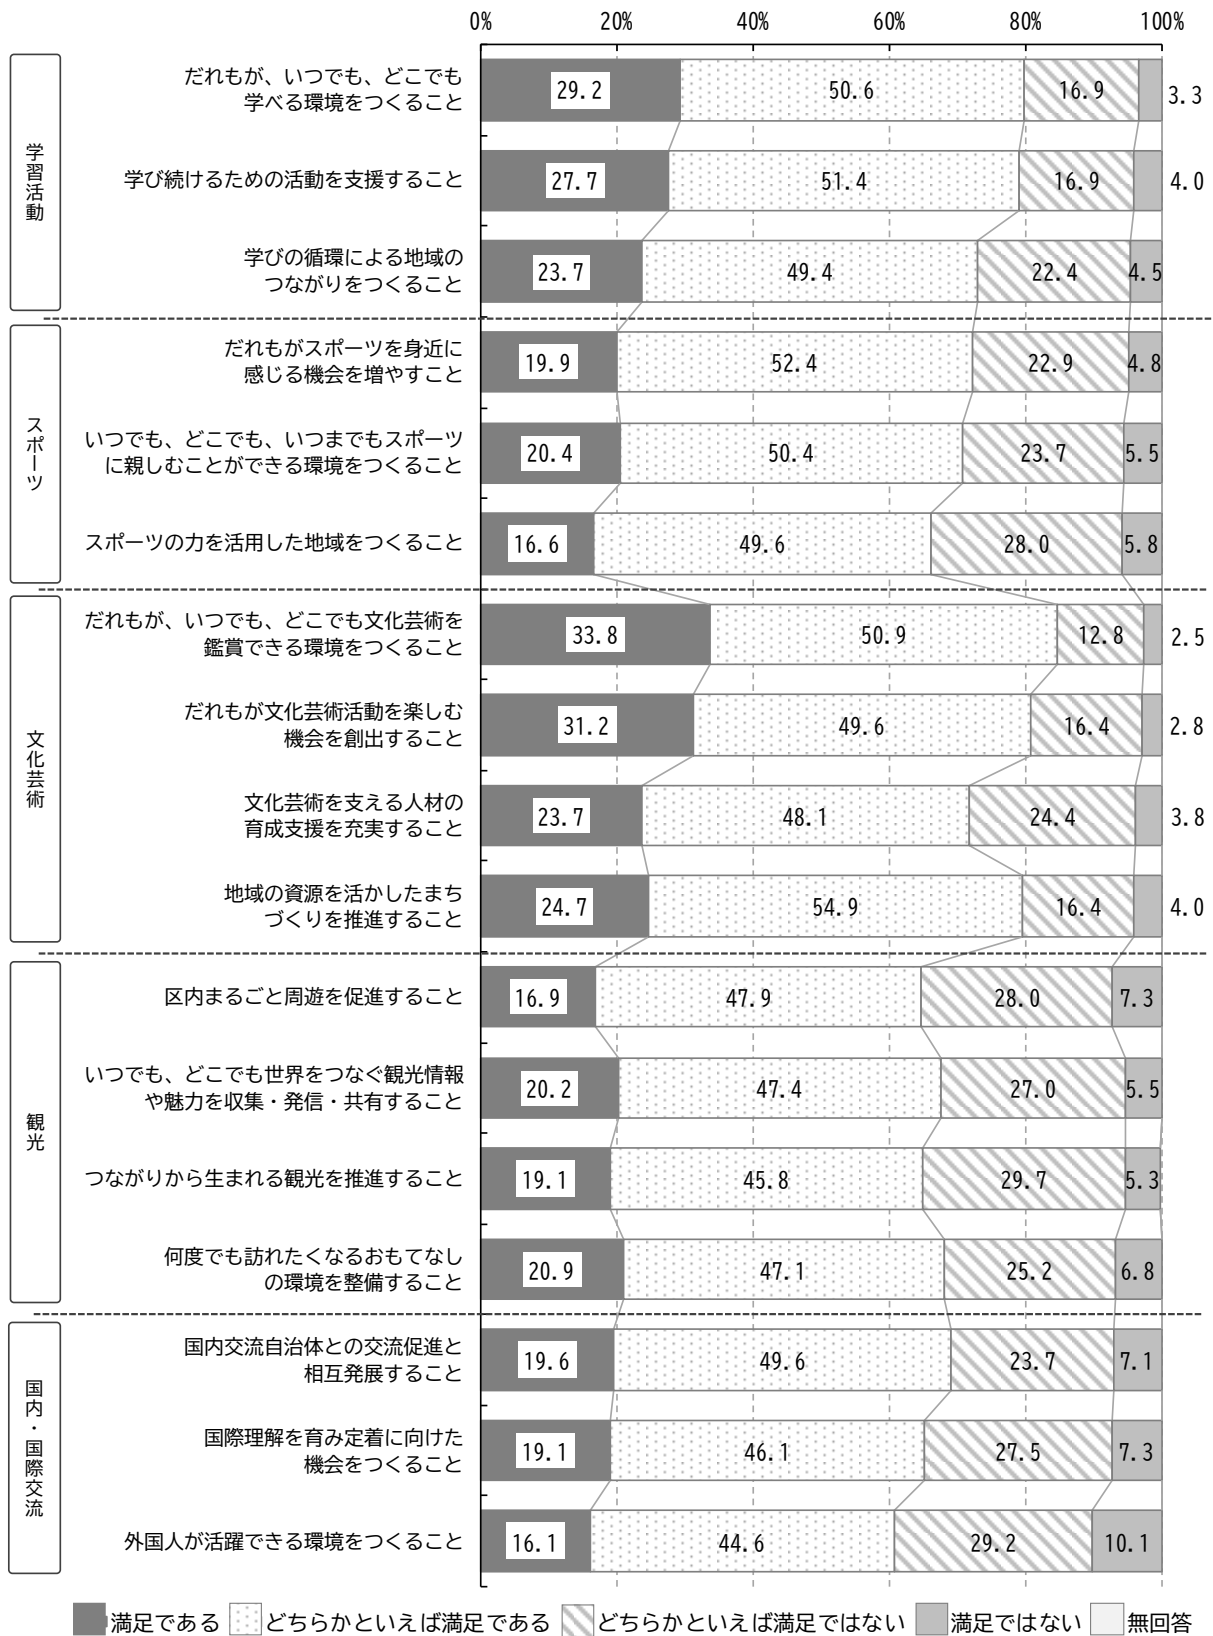 0% 20% 40% 60% 80% 100%
学習活動
だれもが、いつでも、どこでも
学べる環境をつくること
29.2 50.6 16.9 3.3
学び続けるための活動を支援すること
27.7 51.4 16.9 4.0
学びの循環による地域の
つながりをつくること
23.7 49.4 22.4 4.5
スポーツ
だれもがスポーツを身近に
感じる機会を増やすこと
19.9 52.4 22.9 4.8
いつでも、どこでも、いつまでもスポーツ
に親しむことができる環境をつくること
20.4 50.4 23.7 5.5
スポーツの力を活用した地域をつくること
16.6 49.6 28.0 5.8
文化芸術
だれもが、いつでも、どこでも文化芸術を
鑑賞できる環境をつくること
33.8 50.9 12.8 2.5
だれもが文化芸術活動を楽しむ
機会を創出すること
31.2 49.6 16.4 2.8
文化芸術を支える人材の
育成支援を充実すること
23.7 48.1 24.4 3.8
地域の資源を活かしたまち
づくりを推進すること
24.7 54.9 16.4 4.0
観光
区内まるごと周遊を促進すること
16.9 47.9 28.0 7.3
いつでも、どこでも世界をつなぐ観光情報
や魅力を収集・発信・共有すること
20.2 47.4 27.0 5.5
つながりから生まれる観光を推進すること
19.1 45.8 29.7 5.3
何度でも訪れたくなるおもてなし
の環境を整備すること
20.9 47.1 25.2 6.8
国内・国際交流
国内交流自治体との交流促進と
相互発展すること
19.6 49.6 23.7 7.1
国際理解を育み定着に向けた
機会をつくること
19.1 46.1 27.5 7.3
外国人が活躍できる環境をつくること
16.1 44.6 29.2 10.1
満足である どちらかといえば満足である どちらかといえば満足ではない 満足ではない 無回答